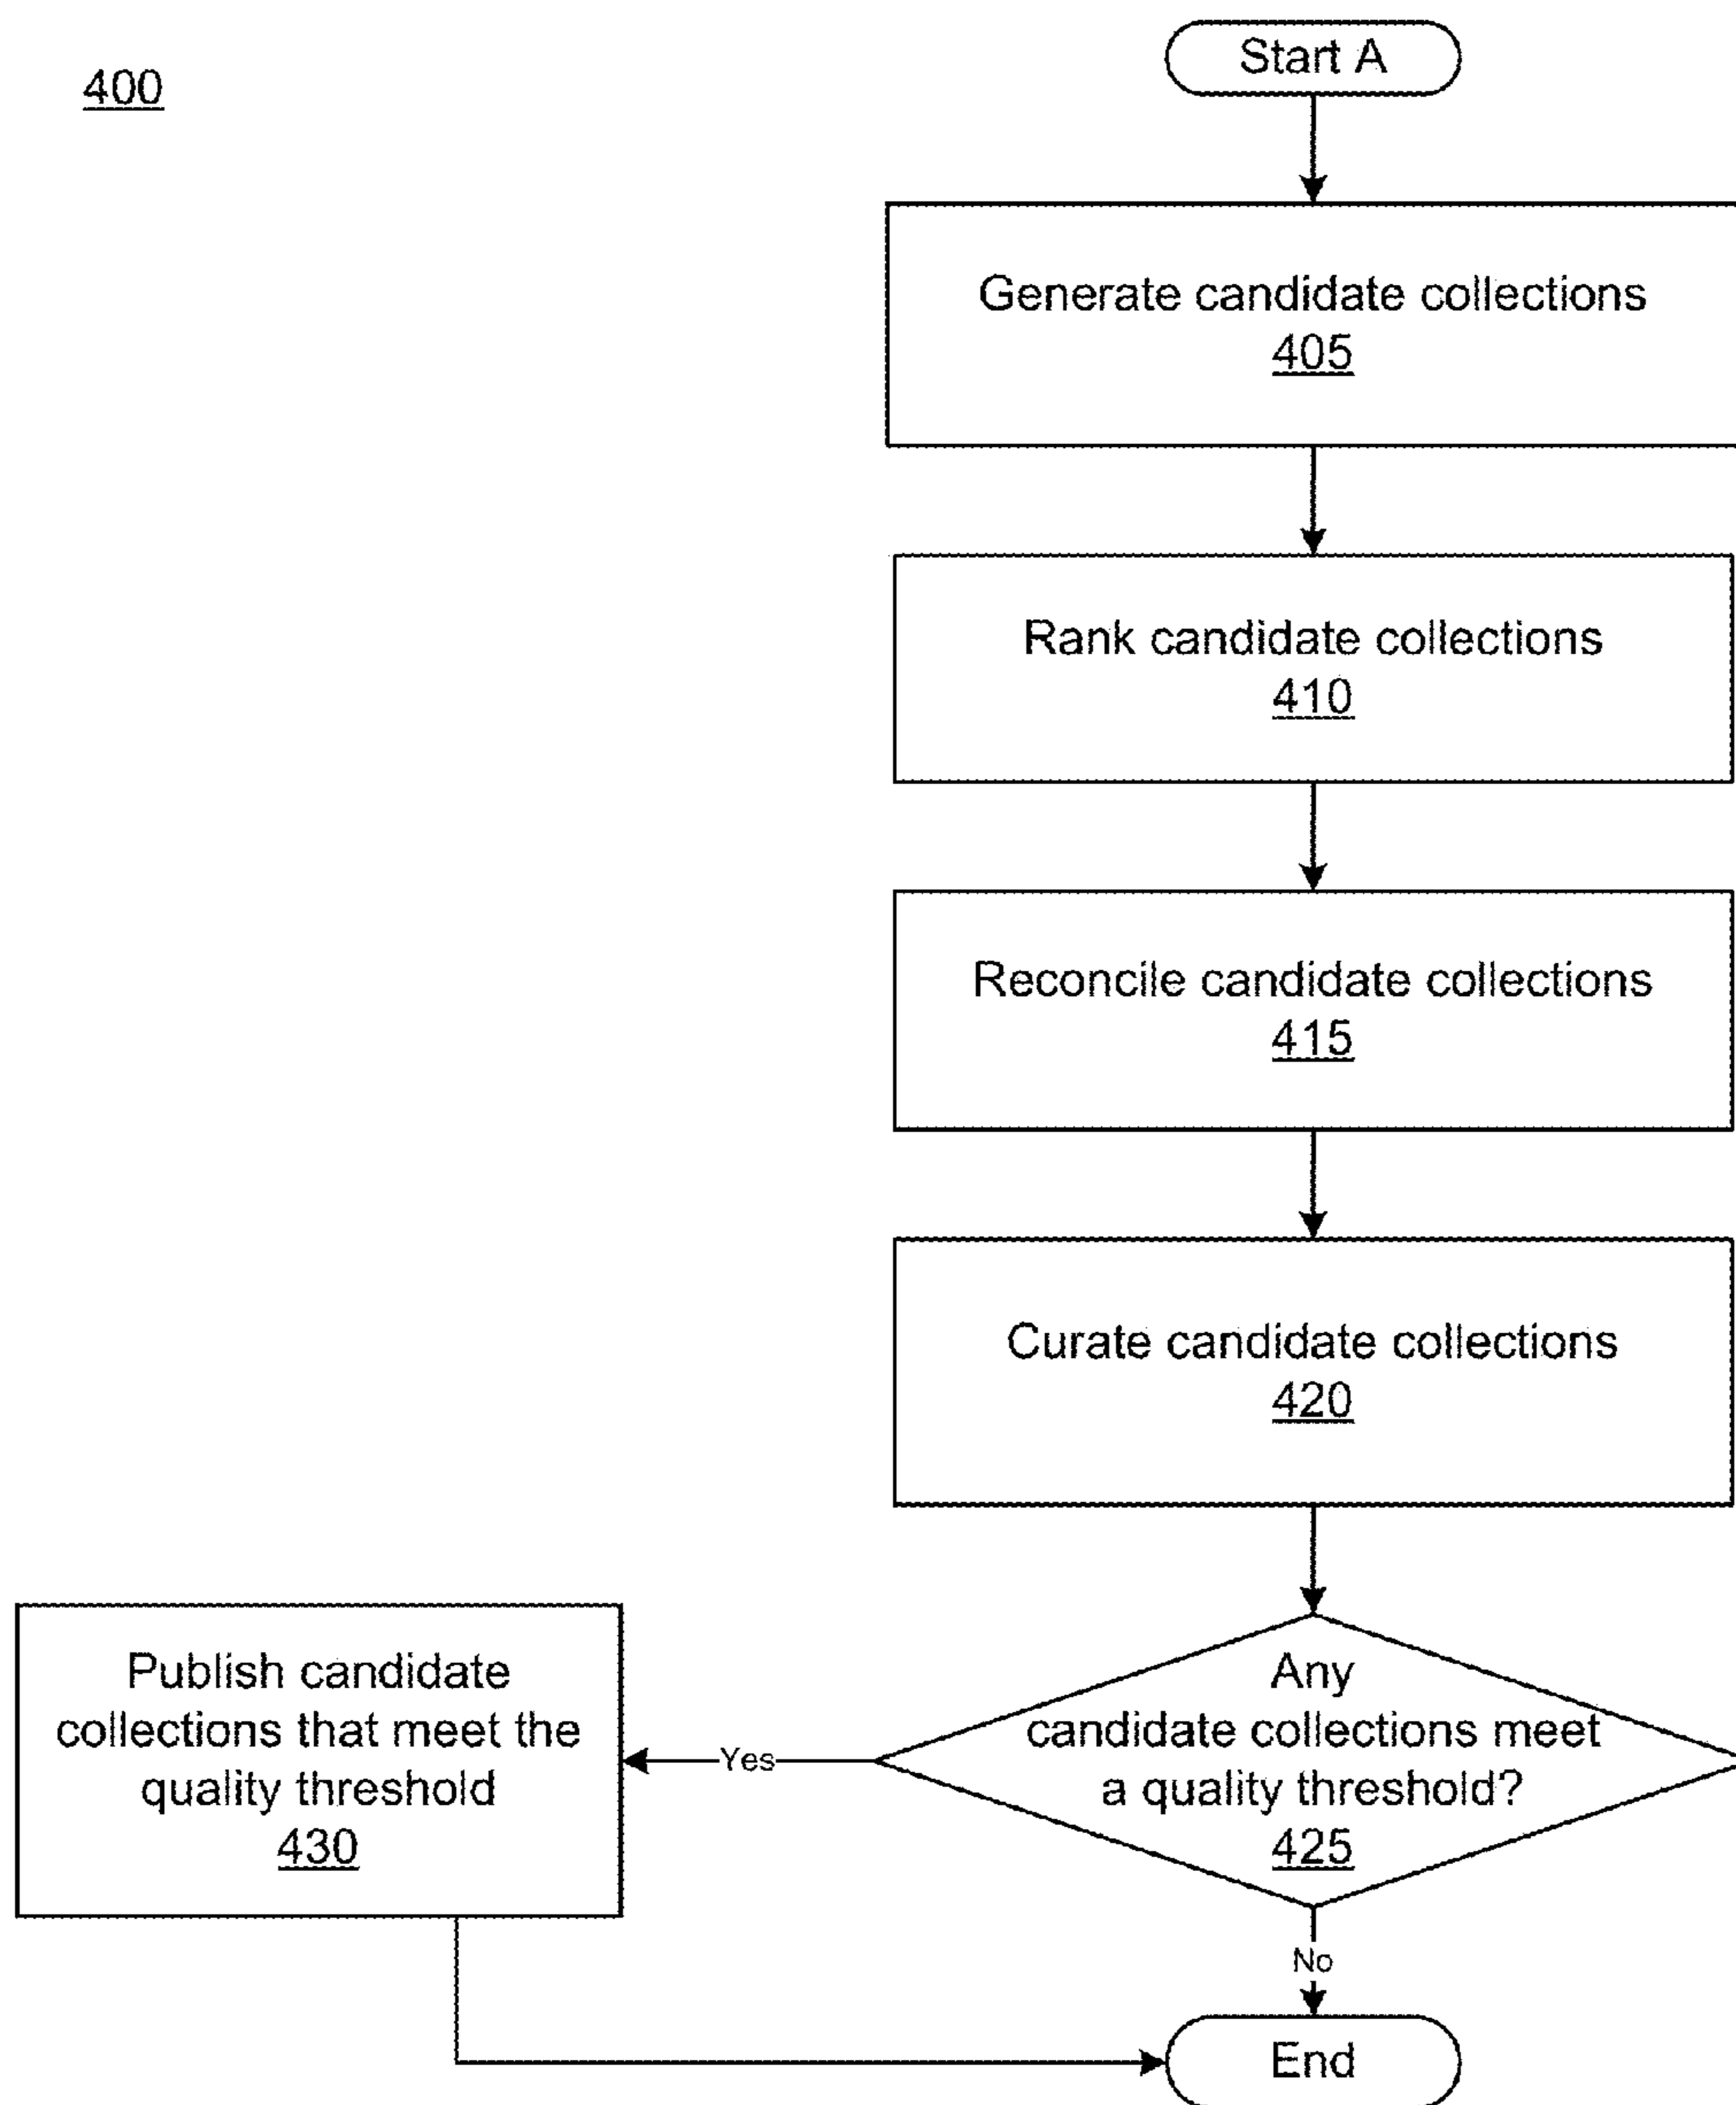 400
Start A
Generate candidate collections
405
Rank candidate collections
410
Reconcile candidate collections
415
Curate candidate collections
420
Any
candidate collections meet
a quality threshold?
425
Yes
Publish candidate
collections that meet the
quality threshold
430
No
End